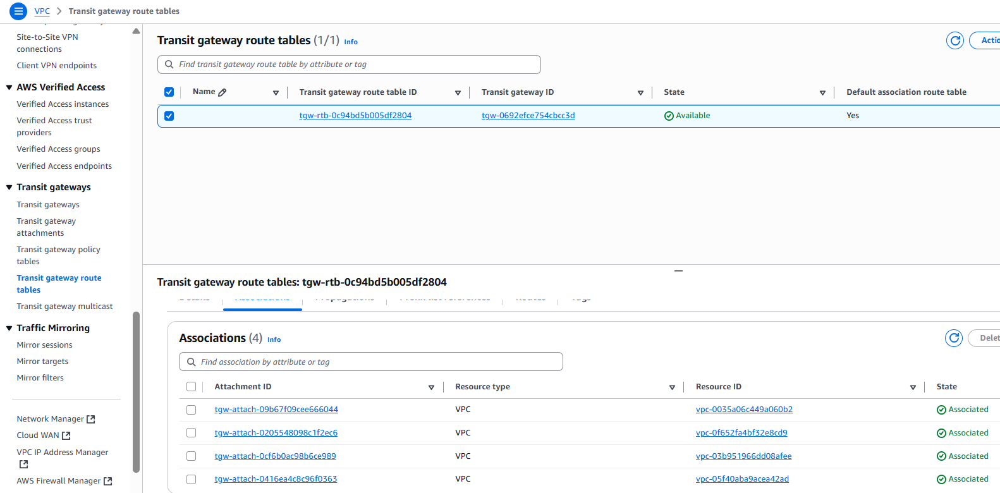 VPC > Transit gateway route tables
Site-to-Site VPN
connections
Client VPN endpoints
AWS Verified Access
Verified Access instances
Verified Access trust
providers
Verified Access groups
Verified Access endpoints
Transit gateways
Transit gateways
Transit gateway
attachments
Transit gateway policy
tables
Transit gateway route
tables
Transit gateway multicast
Traffic Mirroring
Mirror sessions
Mirror targets
Mirror filters
Network Manager
Cloud WAN
VPC IP Address Manager
AWS Firewall Manager
Transit gateway route tables (1/1) Info
Actio
Find transit gateway route table by attribute or tag
Name Transit gateway route table ID Transit gateway ID State Default association route table
tgw-rtb-0c94bd5b005df2804 tgw-0692efce754cbcc3d Available Yes
Transit gateway route tables: tgw-rtb-0c94bd5b005df2804
Details Associations Propagations Prefix list references Routes Tags
Associations (4) Info
Delet
Find association by attribute or tag
Attachment ID Resource type Resource ID State
tgw-attach-09b67f09cee666044 VPC vpc-0035a06c449a060b2 Associated
tgw-attach-0205548098c1f2ec6 VPC vpc-0f652fa4bf32e8cd9 Associated
tgw-attach-0cf6b0ac98b6ce989 VPC vpc-03b951966dd08afee Associated
tgw-attach-0416ea4c8c96f0363 VPC vpc-05f40aba9acea42ad Associated